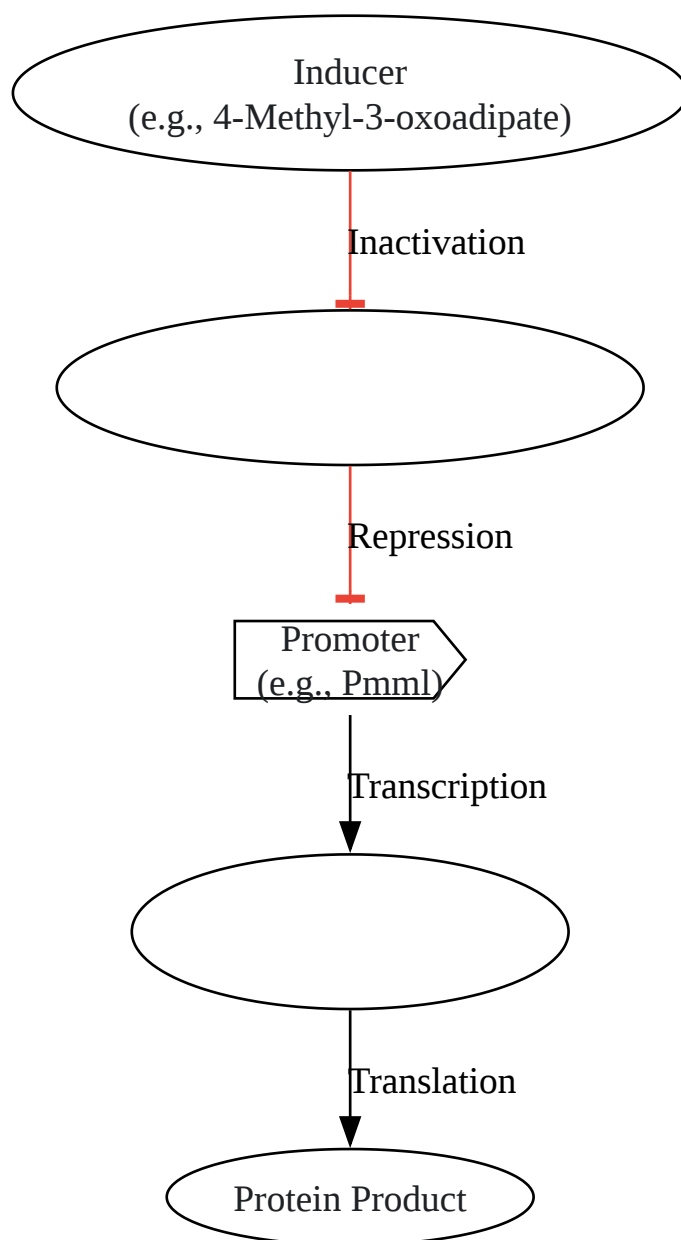 Inducer
(e.g., 4-Methyl-3-oxoadipate)
Inactivation
Repression
Promoter
(e.g., Pmml)
Transcription
Translation
Protein Product